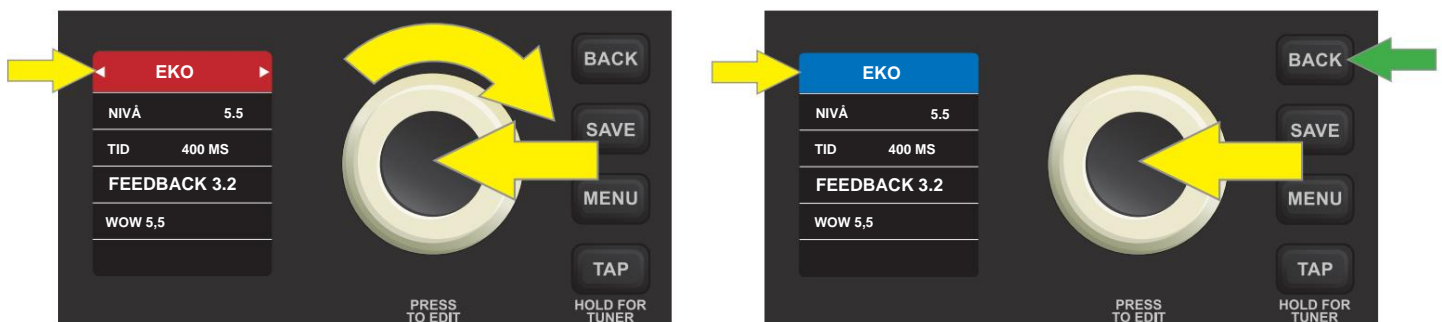 EKO
NIVÅ 5.5
TID 400 MS
FEEDBACK 3.2
WOW 5,5
BACK
SAVE
MENU
TAP
PRESS
TO EDIT
HOLD FOR
TUNER
EKO
NIVÅ 5.5
TID 400 MS
FEEDBACK 3.2
WOW 5,5
BACK
SAVE
MENU
TAP
PRESS
TO EDIT
HOLD FOR
TUNER